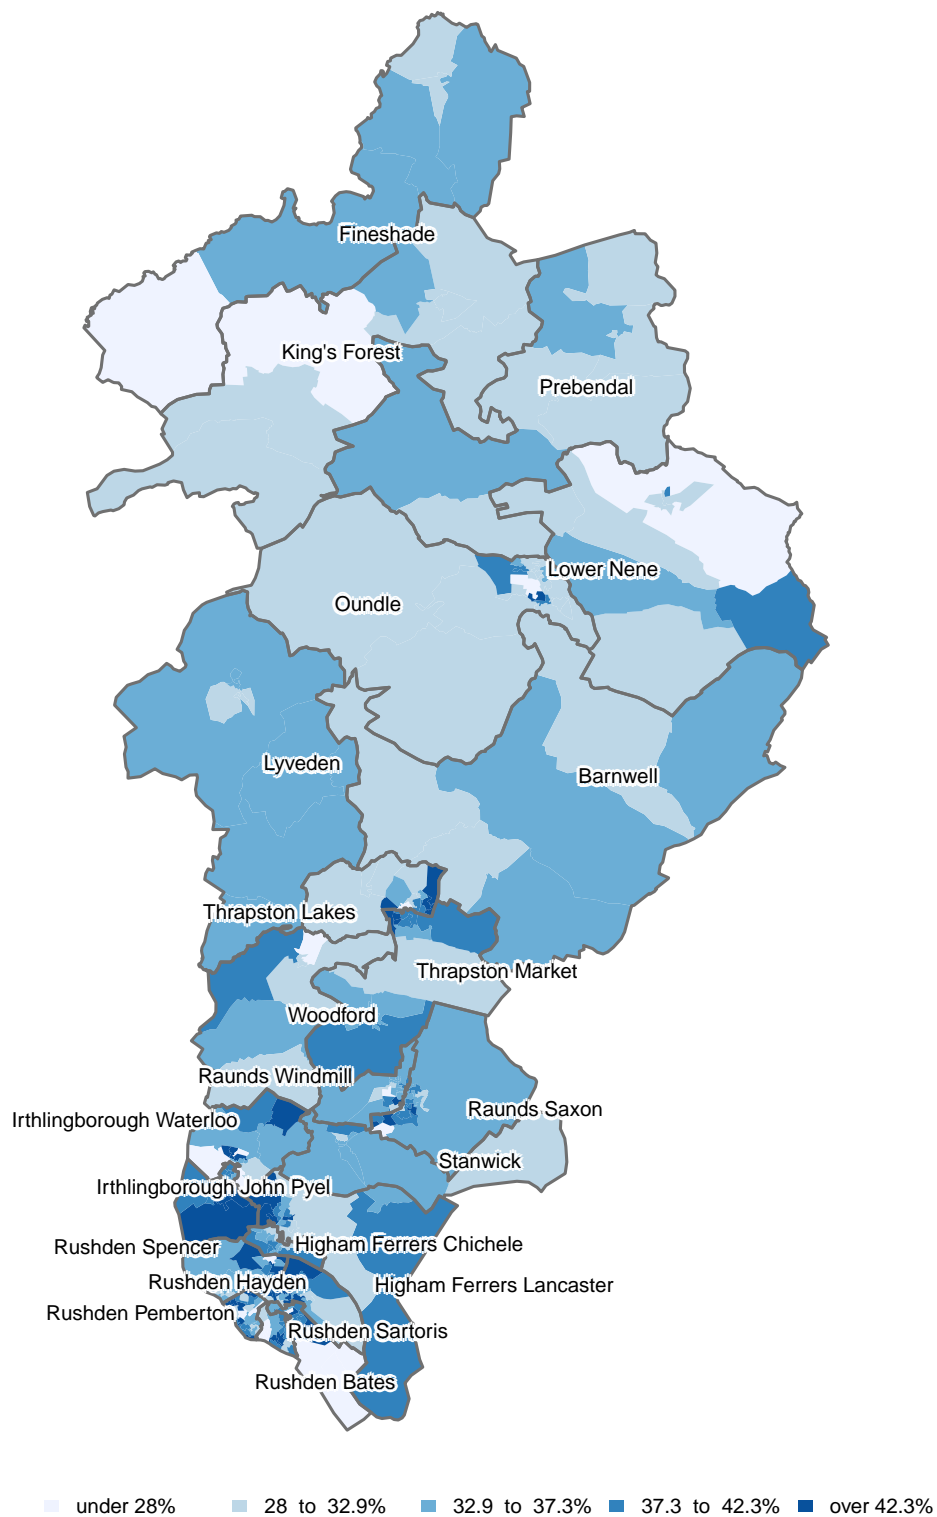 Fineshade
King's Forest
Prebendal
Lower Nene
Oundle
Lyveden
Barnwell
Thrapston Lakes
Thrapston Market
Woodford
Raunds Windmill
Raunds Saxon
Irthlingborough Waterloo
Stanwick
Irthlingborough John Pyel
Higham Ferrers Chichele
Rushden Spencer
Rushden Hayden
Higham Ferrers Lancaster
Rushden Pemberton
Rushden Sartoris
Rushden Bates
under 28% 28 to 32.9% 32.9 to 37.3% 37.3 to 42.3% over 42.3%